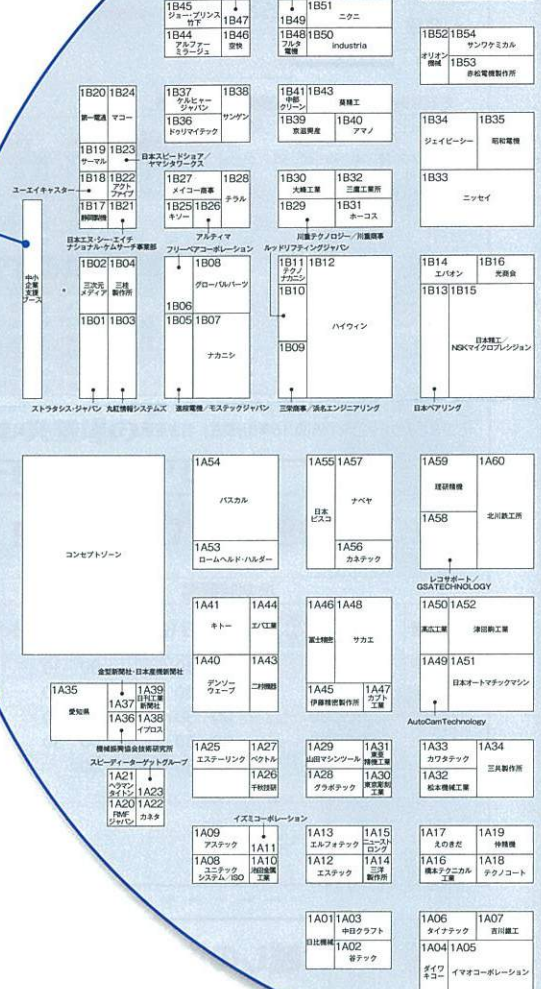 1B45
ジョー・プリンス
竹下
1B47
1B44
アルファー
ミラージュ
1B46
空快
1B49
1B51
ニクニ
1B48
フルタ
電機
1B50
industria
1B52
オリオン
機械
1B54
サンワケミカル
1B53
赤松電機製作所
1B20
第一電通
1B24
マコー
1B19
サーマル
1B23
日本スピードショア/
ヤマシタワークス
1B18
ユーエイキャスター
1B22
アクト
ファイブ
1B17
静岡製機
1B21
日本エヌ・シー・エイチ
ナショナル・ケムサーチ事業部
1B37
ケルヒャー
ジャパン
1B38
サンゲン
1B36
ドゥリマイテック
1B27
メイコー商事
1B28
テラル
1B25
キソー
1B26
アルティマ
1B41
中部
クリーン
1B43
葵精工
1B39
京滋興産
1B40
アマノ
1B30
大峰工業
1B32
三鷹工業所
1B29
1B31
ホーコス
川重テクノロジー/川重商事
1B34
ジェイピーシー
1B35
昭和電機
1B33
ニッセイ
中小
企業
支援
ブース
1B02
三次元
メディア
1B04
三桂
製作所
1B01
1B03
ストラタシス・ジャパン
丸紅情報システムズ
フリーベアコーポレーション
1B06
1B08
グローバルパーツ
1B05
1B07
ナカニシ
進桜電機/モステックジャパン
ルッドリフティングジャパン
1B11
テクノ
ナカニシ
1B12
ハイウィン
1B10
1B09
三栄商事/浜名エンジニアリング
1B14
エバオン
1B16
光商会
1B13
1B15
日本精工/
NSKマイクロプレシジョン
日本ベアリング
コンセプトゾーン
1A54
パスカル
1A53
ロームヘルド・ハルダー
1A55
日本
ピスコ
1A57
ナベヤ
1A56
カネテック
1A59
理研精機
1A60
北川鉄工所
1A58
レコサポート/
GSATECHNOLOGY
1A41
キトー
1A44
エバ工業
1A40
デンソー
ウェーブ
1A43
二村機器
1A46
冨士精密
1A48
サカエ
1A45
伊藤精密製作所
1A47
カブト
工業
1A50
高広工業
1A52
津田駒工業
1A49
1A51
日本オートマチックマシン
AutoCamTechnology
金型新聞社・日本産機新聞社
1A35
愛知県
1A37
1A39
日刊工業
新聞社
1A36
1A38
イプロス
機械振興協会技術研究所
スピーディーターゲットグループ
1A21
ヘラマン
タイトン
1A23
1A20
RMF
ジャパン
1A22
カネタ
1A25
エステーリンク
1A27
ベクトル
1A26
千秋技研
1A29
山田マシンツール
1A31
東亜
精機工業
1A28
グラボテック
1A30
東京彫刻
工業
1A33
カワタテック
1A34
三共製作所
1A32
松本機械工業
イズミコーポレーション
1A09
アステック
1A11
1A08
ユニテック
システム/ISO
1A10
池田金属
工業
1A13
エルフォテック
1A15
ニュースト
ロング
1A12
エステック
1A14
三洋
製作所
1A17
えのきだ
1A19
伸精機
1A16
橋本テクニカル
工業
1A18
テクノコート
1A01
日比機械
1A03
中日クラフト
1A02
谷テック
1A06
タイナテック
1A07
吉川鐵工
1A04
ダイワ
キコー
1A05
イマオコーポレーション